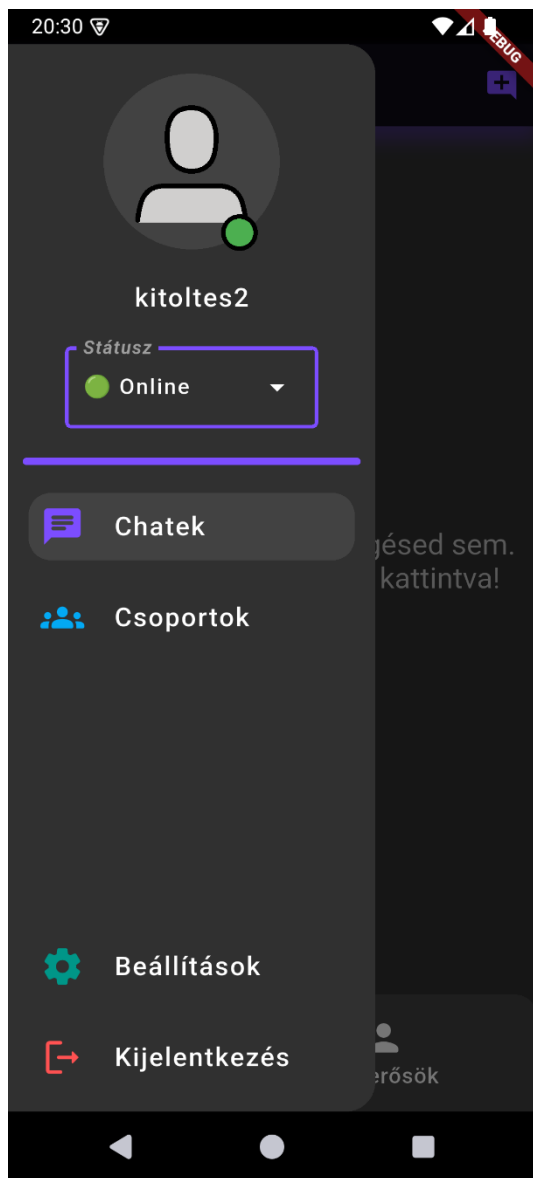 20:30
DEBUG
kitoltes2
Státusz
Online
Chatek
gésed sem.
kattintva!
Csoportok
Beállítások
Kijelentkezés
erősök